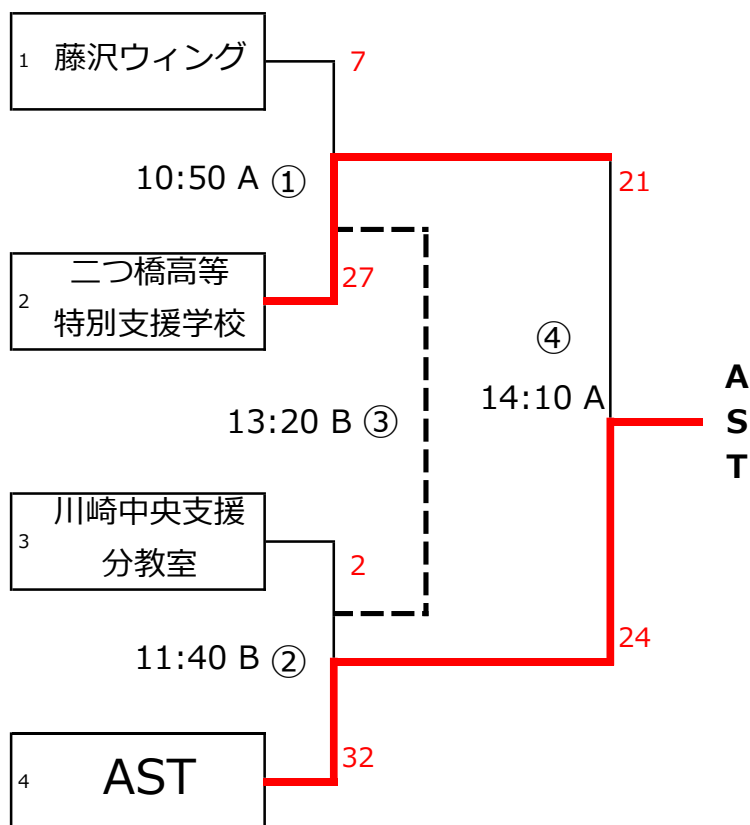 1 藤沢ウィング
7
10:50 A ①
21
2 二つ橋高等
特別支援学校
27
④
14:10 A
A
S
T
13:20 B ③
3 川崎中央支援
分教室
2
24
11:40 B ②
32
4 AST